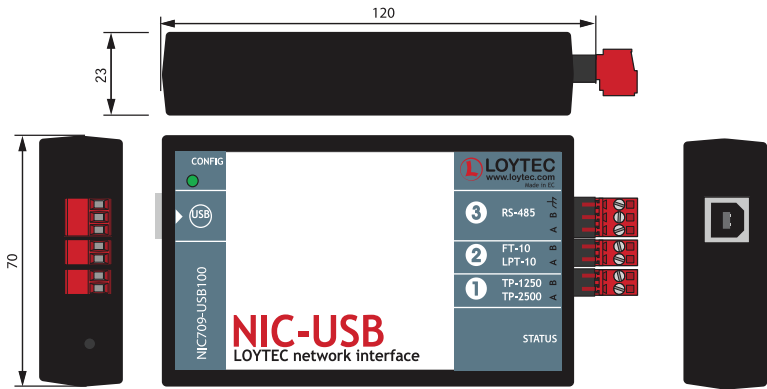 120
23
70
CONFIG
USB
NIC709-USB100
NIC-USB
LOYTEC network interface
L LOYTEC
www.loytec.com
Made in EC
3 RS-485 B A
2 FT-10 B
LPT-10 A
1 TP-1250 B
TP-2500 A
STATUS